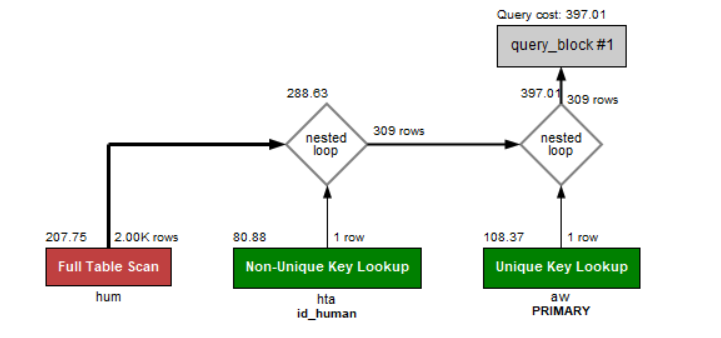 Query cost: 397.01
query_block #1
288.63
397.01
309 rows
nested
loop
309 rows
nested
loop
207.75
2.00K rows
80.88
1 row
108.37
1 row
Full Table Scan
Non-Unique Key Lookup
Unique Key Lookup
hum
hta
aw
id_human
PRIMARY